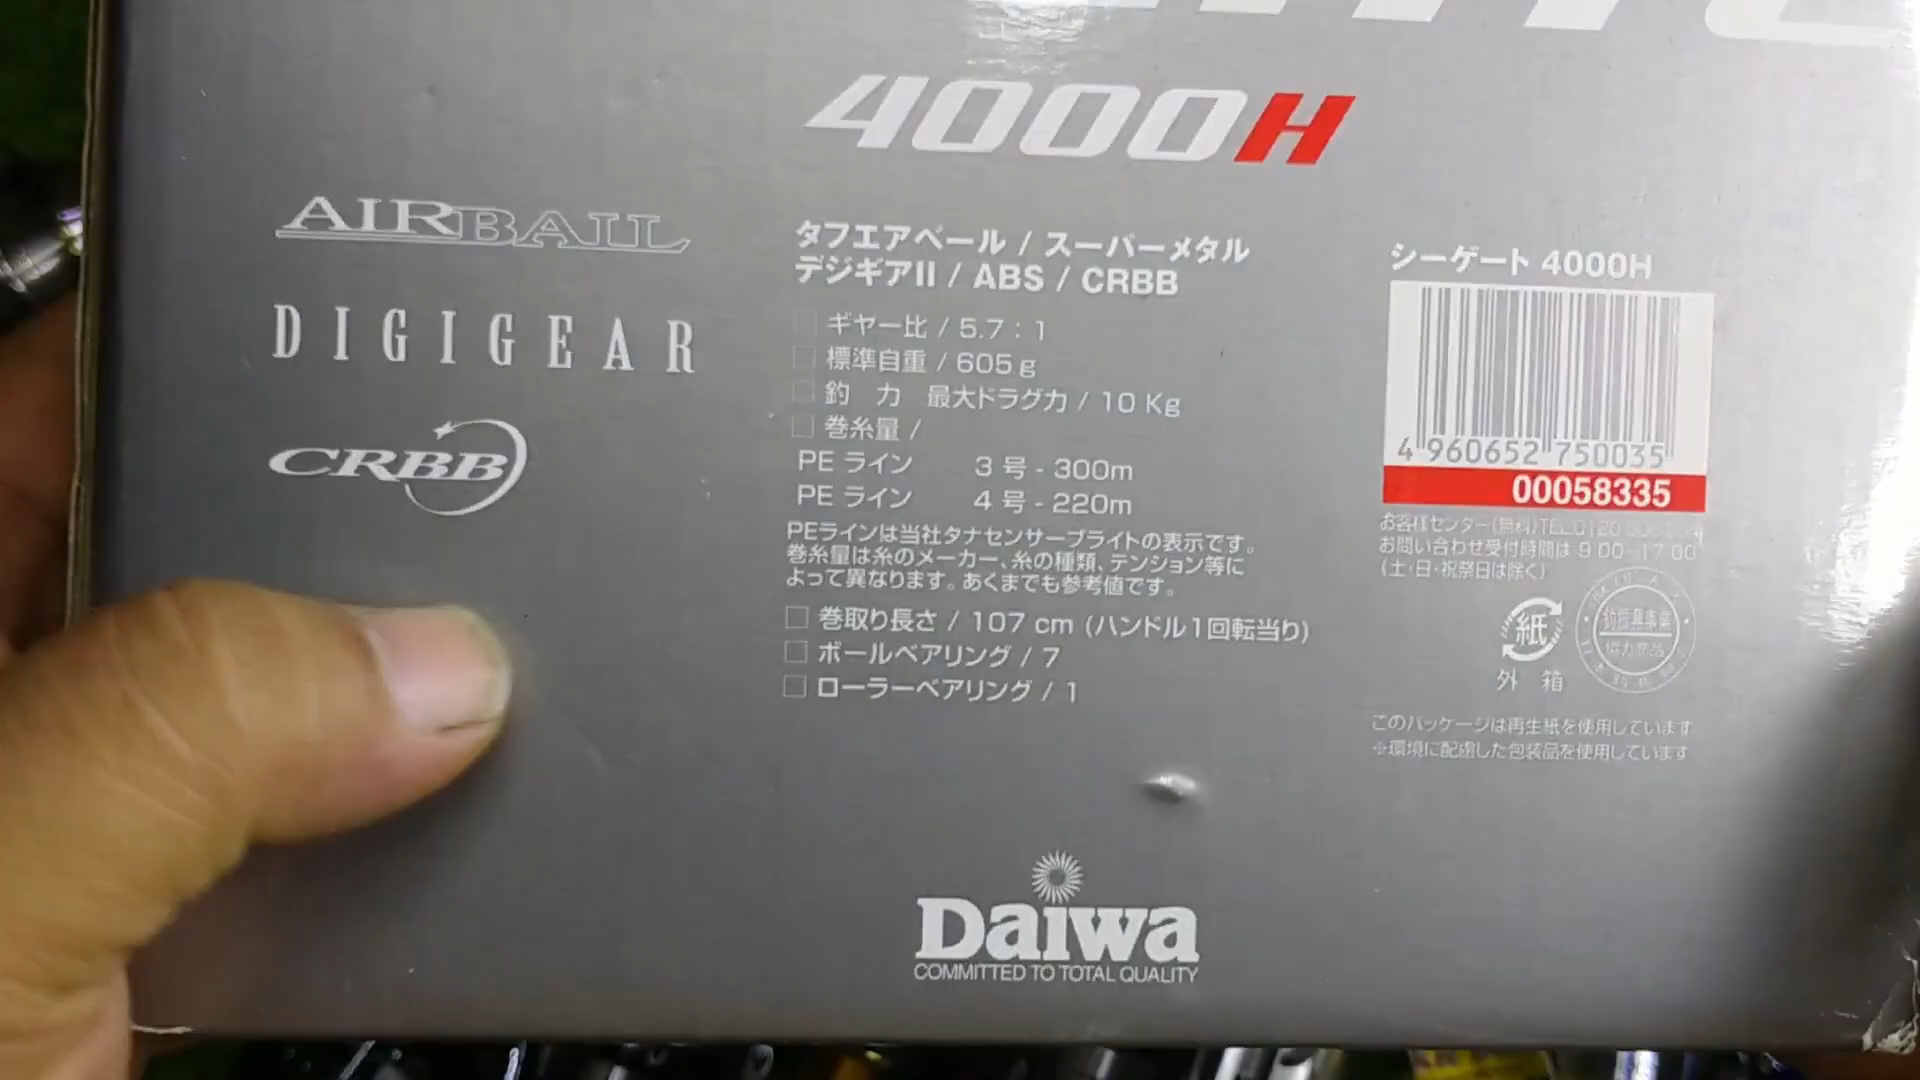 4000H
AIRBAIL
DIGIGEAR
CRBB
タフエアベール / スーパーメタル
デジギアII / ABS / CRBB
ギヤー比 / 5.7 : 1
標準自重 / 605g
釣 力 最大ドラグ力 / 10 Kg
巻糸量 /
PE ライン 3 号 - 300m
PE ライン 4 号 - 220m
PEラインは当社タナセンサーブライトの表示です。
巻糸量は糸のメーカー、糸の種類、テンション等に
よって異なります。あくまでも参考値です。
巻取り長さ / 107 cm (ハンドル1回転当り)
ボールベアリング / 7
ローラーベアリング / 1
シーゲート 4000H
4 960652 750035
00058335
お客様センター(無料)TEL.0120
お問い合わせ受付時間は 9:00-17:00
(土・日・祝祭日は除く)
紙
外 箱
このパッケージは再生紙を使用しています
※環境に配慮した包装品を使用しています
Daiwa
COMMITTED TO TOTAL QUALITY